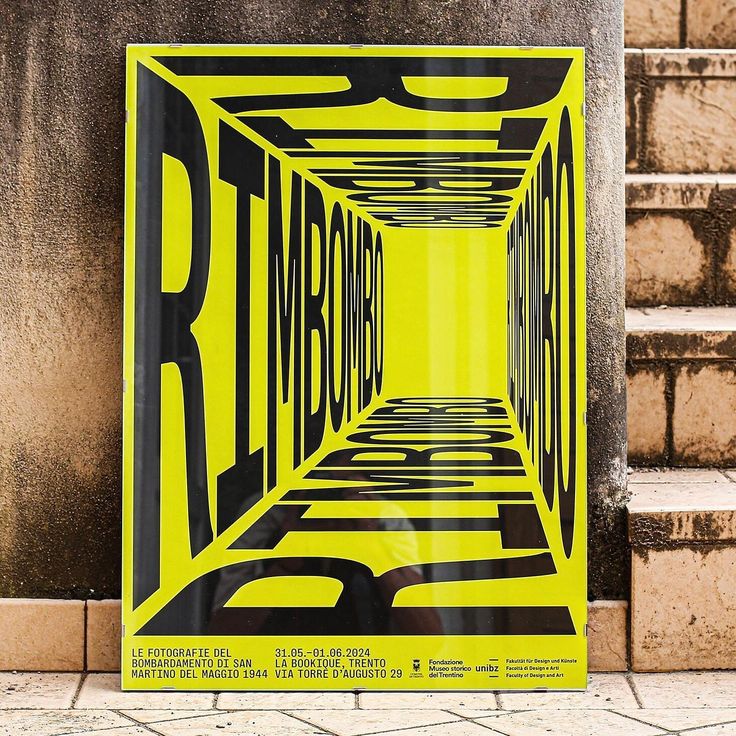 RIMBOMBO
RIMBOMBO
RIMBOMBO
RIMBOMBO
LE FOTOGRAFIE DEL
BOMBARDAMENTO DI SAN
MARTINO DEL MAGGIO 1944
31.05.–01.06.2024
LA BOOKIQUE, TRENTO
VIA TORRE D'AUGUSTO 29
Fondazione
Museo storico
del Trentino
unibz
Fakultät für Design und Künste
Facoltà di Design e Arti
Faculty of Design and Art